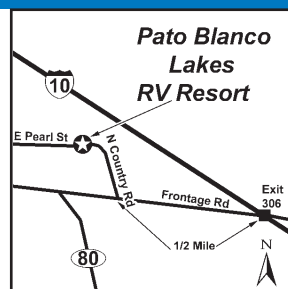 Pato Blanco
Lakes
RV Resort
10
E Pearl St
N Country Rd
Frontage Rd
Exit
306
1/2 Mile
N
80